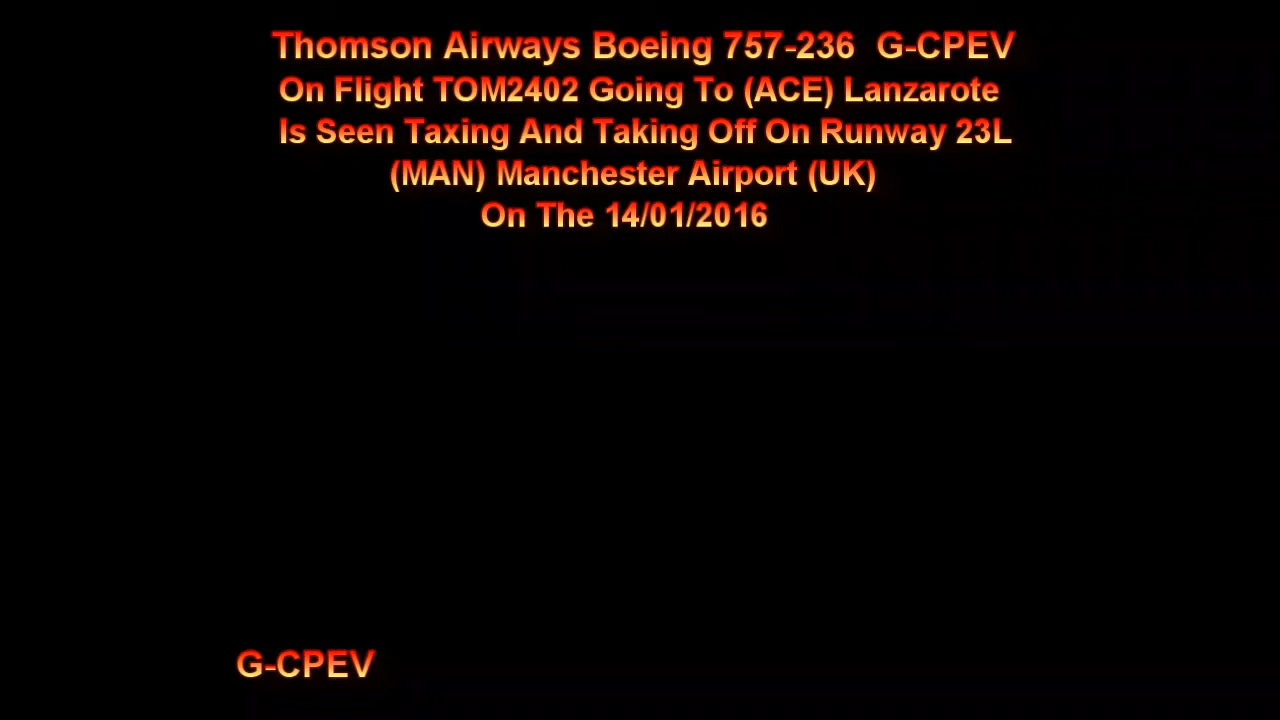 Thomson Airways Boeing 757-236  G-CPEV
On Flight TOM2402 Going To (ACE) Lanzarote
Is Seen Taxing And Taking Off On Runway 23L
(MAN) Manchester Airport (UK)
On The 14/01/2016
G-CPEV